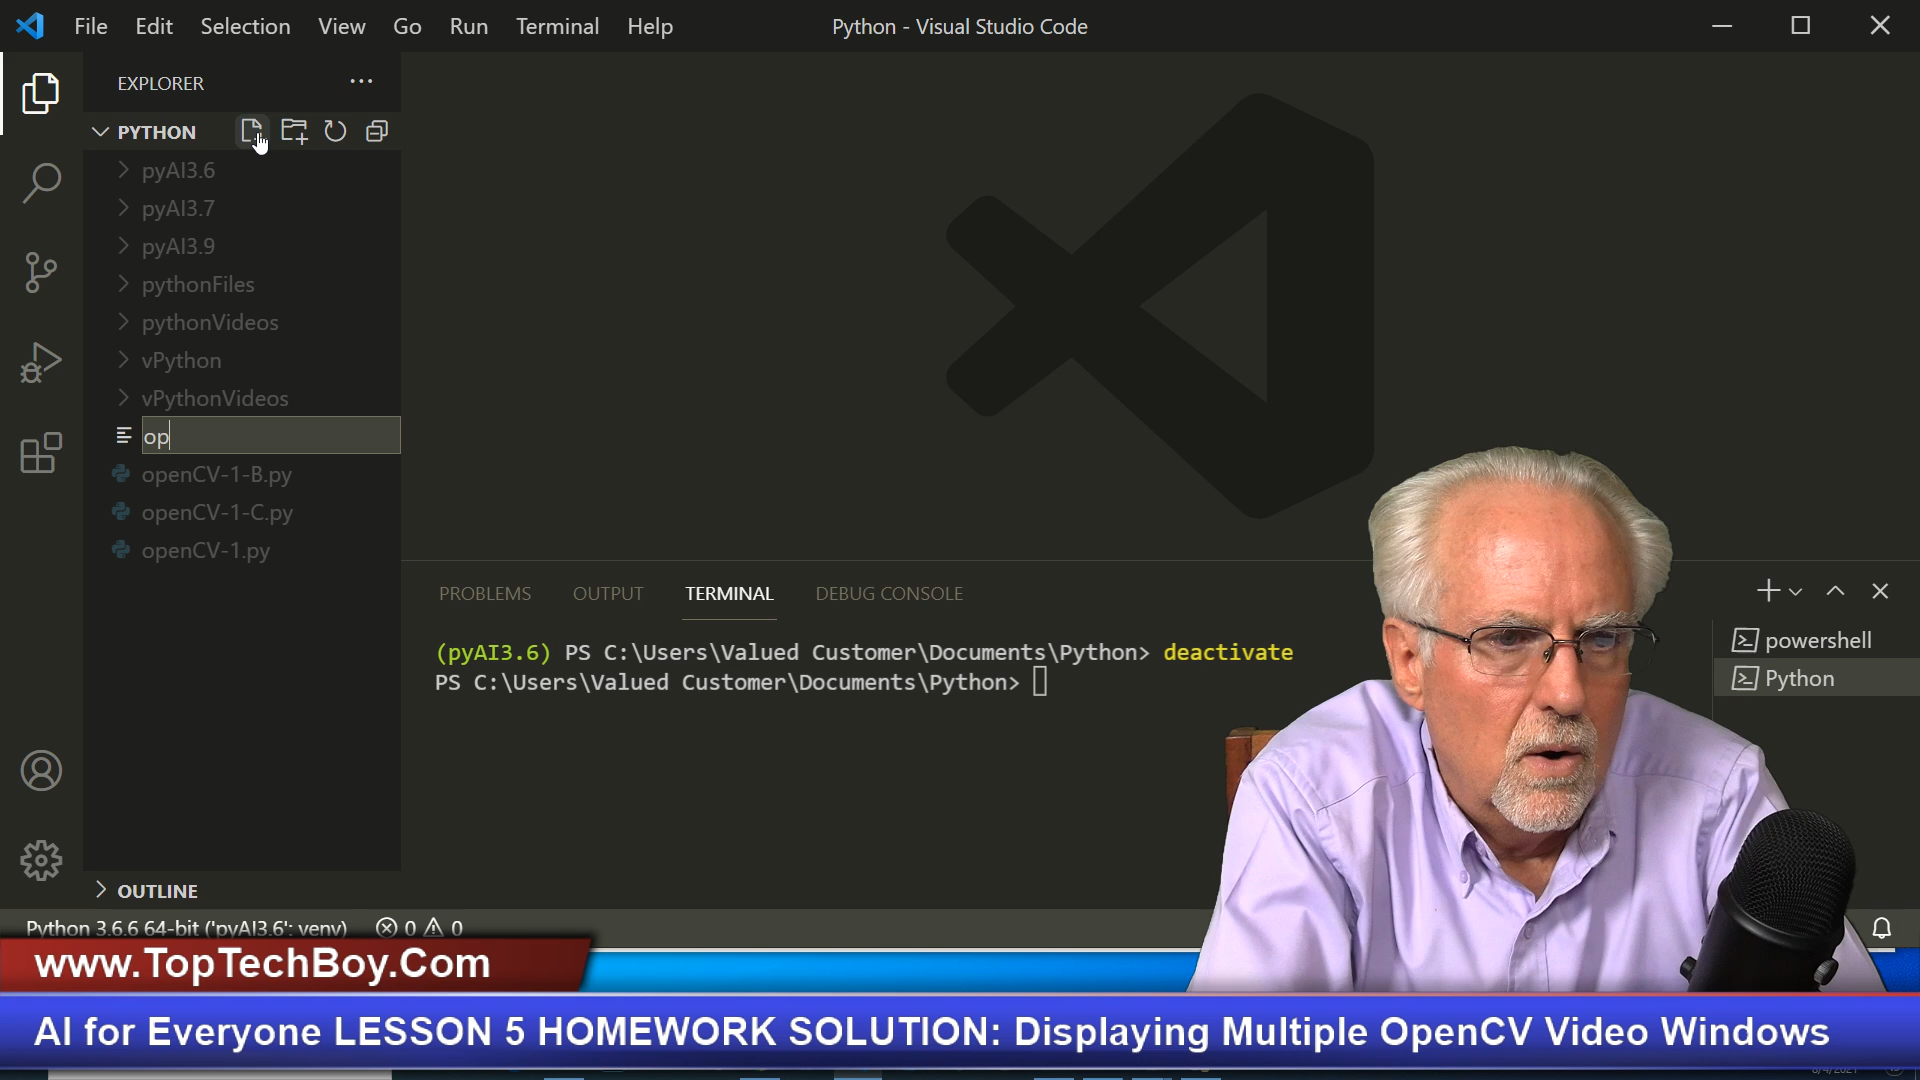 File Edit Selection View Go Run Terminal Help
Python - Visual Studio Code
EXPLORER
PYTHON
pyAI3.6
pyAI3.7
pyAI3.9
pythonFiles
pythonVideos
vPython
vPythonVideos
op
openCV-1-B.py
openCV-1-C.py
openCV-1.py
PROBLEMS OUTPUT TERMINAL DEBUG CONSOLE
(pyAI3.6) PS C:\Users\Valued Customer\Documents\Python> deactivate
PS C:\Users\Valued Customer\Documents\Python>
powershell
Python
OUTLINE
Python 3.6.6 64-bit ('pyAI3.6': venv) 0 0
www.TopTechBoy.Com
AI for Everyone LESSON 5 HOMEWORK SOLUTION: Displaying Multiple OpenCV Video Windows